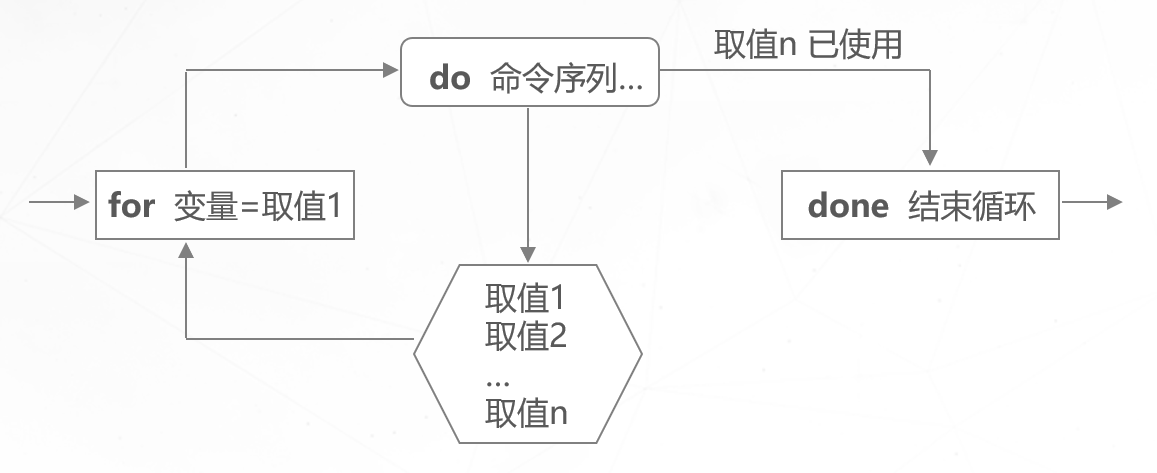 取值n 已使用
do 命令序列...
for 变量=取值1
done 结束循环
取值1
取值2
...
取值n